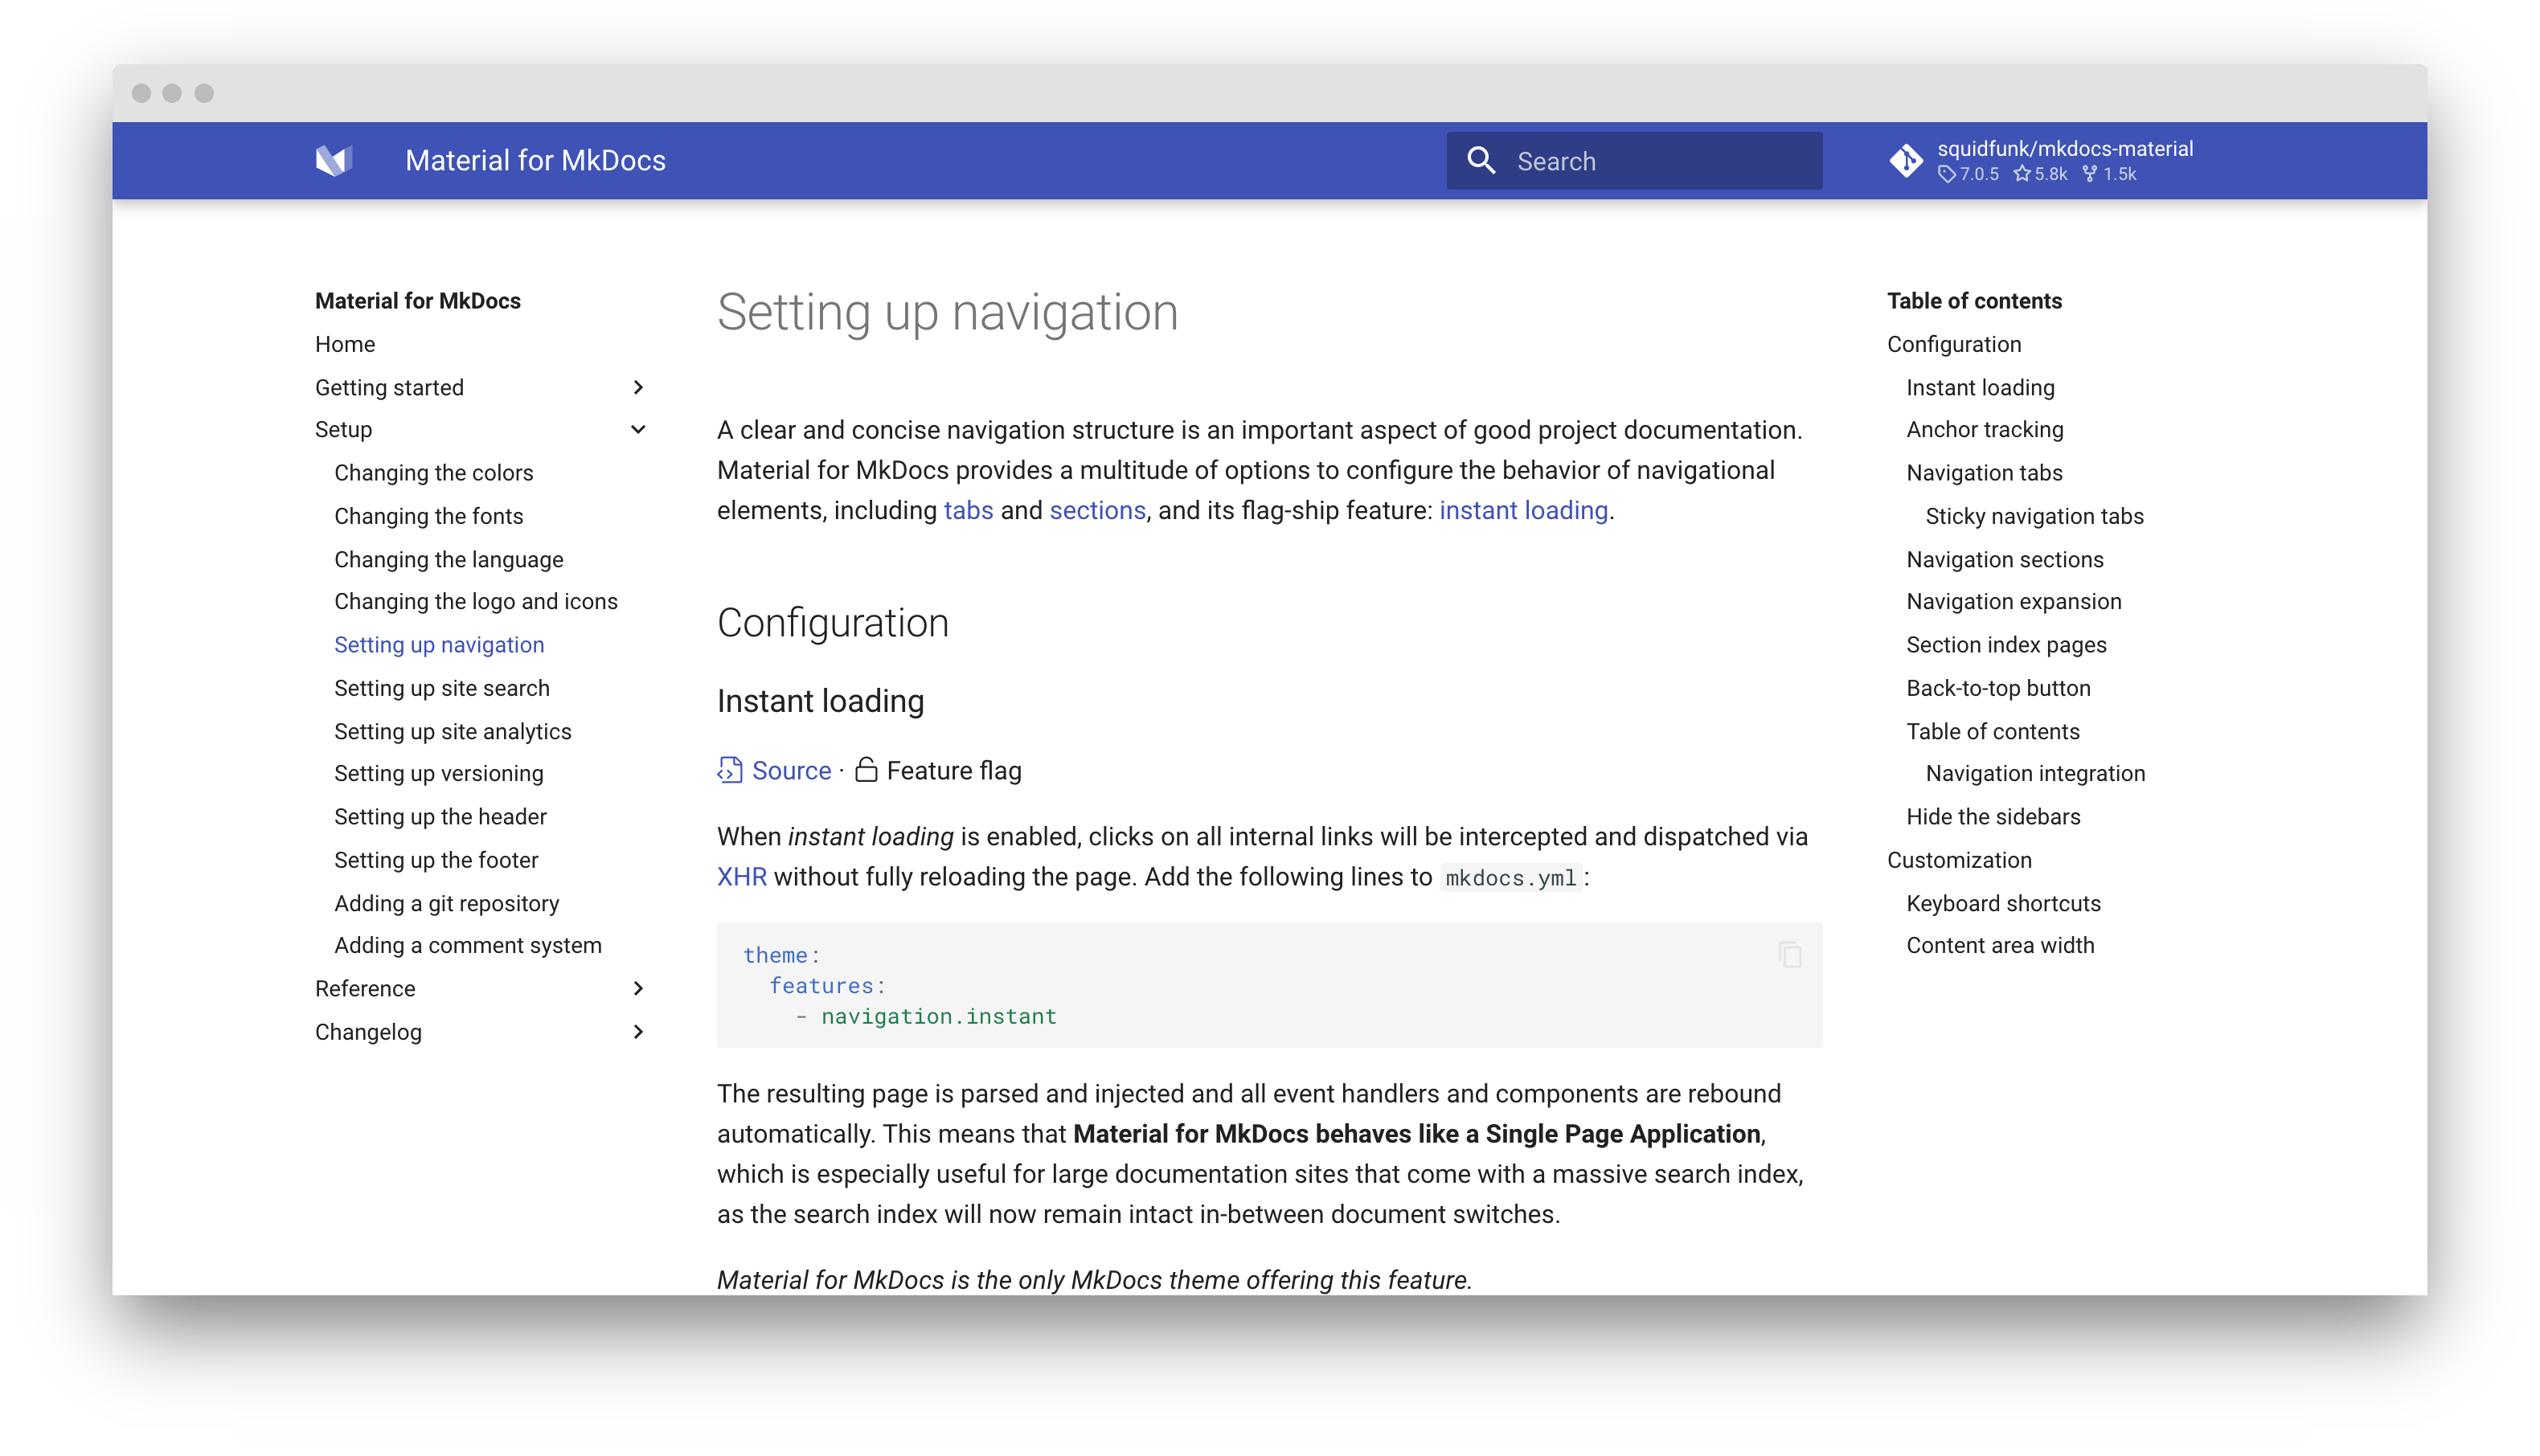 Material for MkDocs
Search
squidfunk/mkdocs-material
7.0.5 5.8k 1.5k
Material for MkDocs
Home
Getting started
Setup
Changing the colors
Changing the fonts
Changing the language
Changing the logo and icons
Setting up navigation
Setting up site search
Setting up site analytics
Setting up versioning
Setting up the header
Setting up the footer
Adding a git repository
Adding a comment system
Reference
Changelog
Setting up navigation
A clear and concise navigation structure is an important aspect of good project documentation.
Material for MkDocs provides a multitude of options to configure the behavior of navigational
elements, including tabs and sections, and its flag-ship feature: instant loading.
Configuration
Instant loading
Source · Feature flag
When instant loading is enabled, clicks on all internal links will be intercepted and dispatched via
XHR without fully reloading the page. Add the following lines to mkdocs.yml:
theme:
  features:
    - navigation.instant
The resulting page is parsed and injected and all event handlers and components are rebound
automatically. This means that Material for MkDocs behaves like a Single Page Application,
which is especially useful for large documentation sites that come with a massive search index,
as the search index will now remain intact in-between document switches.
Material for MkDocs is the only MkDocs theme offering this feature.
Table of contents
Configuration
Instant loading
Anchor tracking
Navigation tabs
Sticky navigation tabs
Navigation sections
Navigation expansion
Section index pages
Back-to-top button
Table of contents
Navigation integration
Hide the sidebars
Customization
Keyboard shortcuts
Content area width